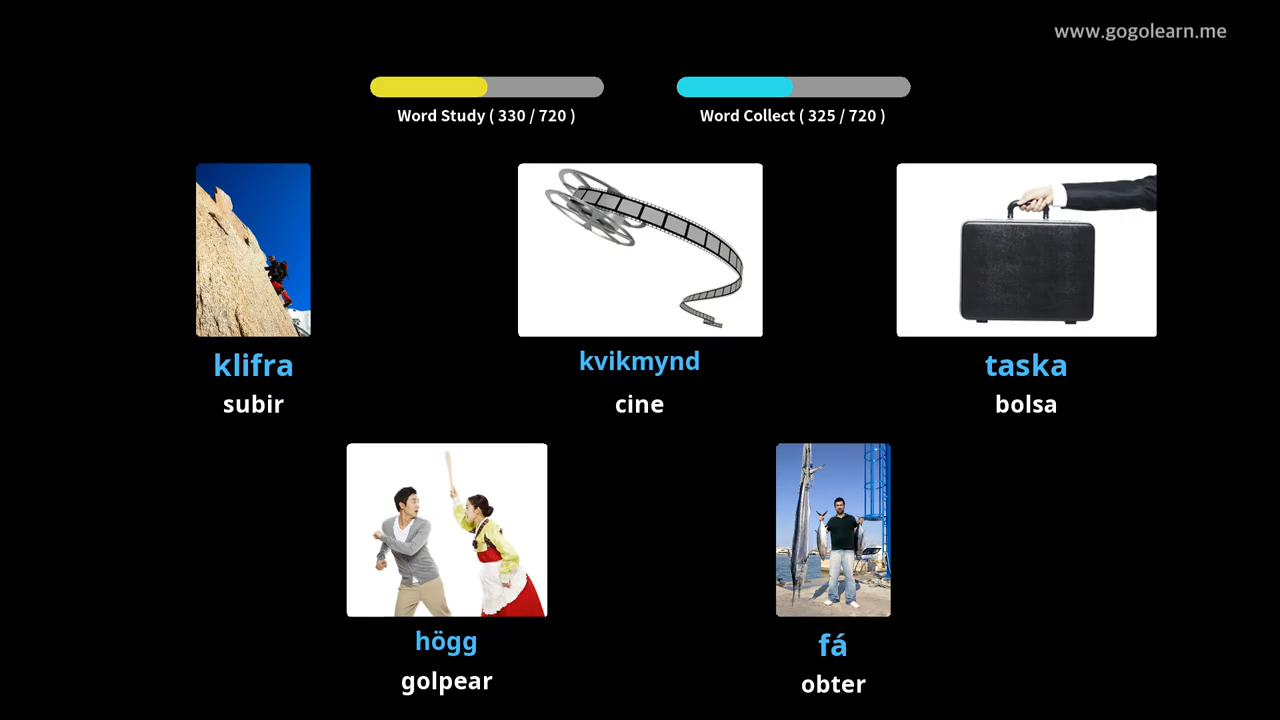 www.gogolearn.me
Word Study ( 330 / 720 )
Word Collect ( 325 / 720 )
klifra
subir
kvikmynd
cine
taska
bolsa
högg
golpear
fá
obter